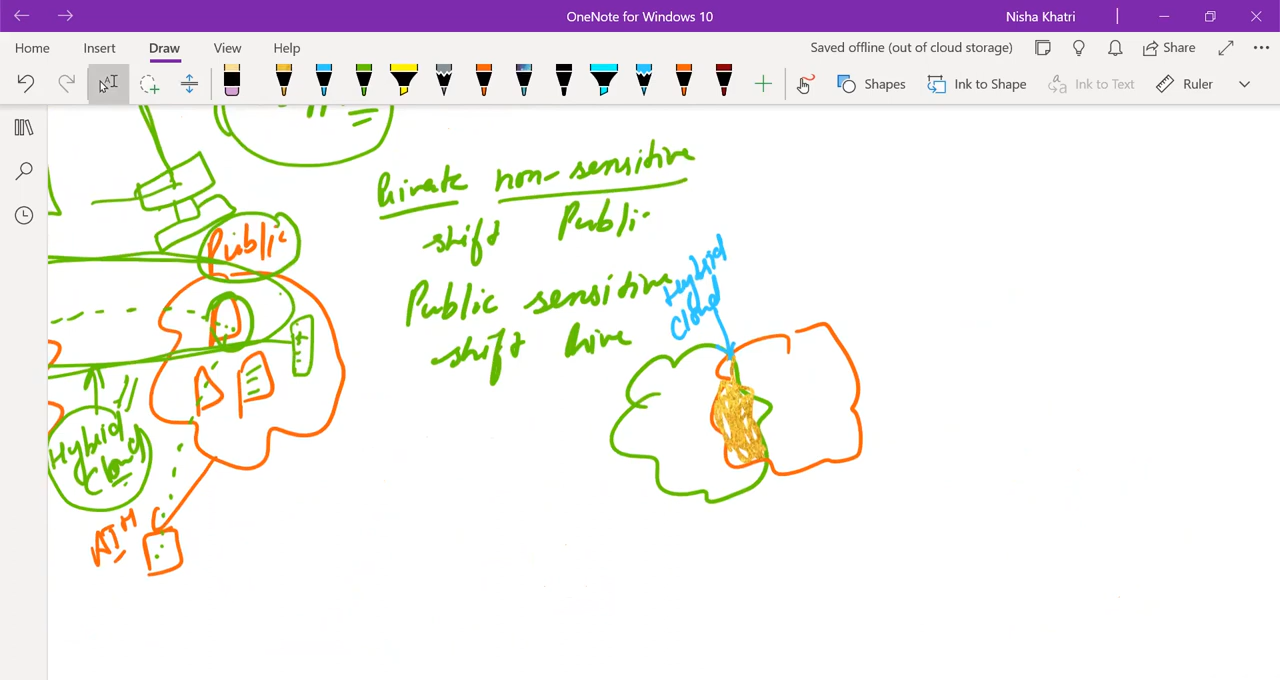 OneNote for Windows 10
Nisha Khatri
Home Insert Draw View Help
Saved offline (out of cloud storage)
Share
Shapes
Ink to Shape
Ink to Text
Ruler
Private non-sensitive
shift Public
Public
Public sensitive
shift
Hybrid
Cloud
Hybrid
Cloud
ATM